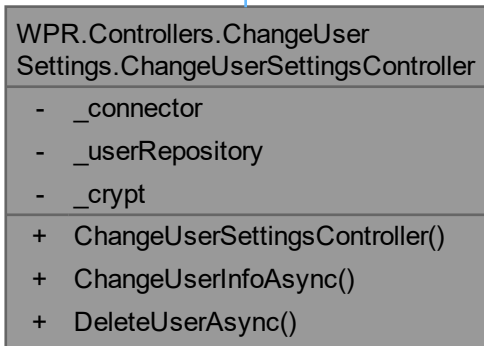 WPR.Controllers.ChangeUser
Settings.ChangeUserSettingsController
- _connector
- _userRepository
- _crypt
+ ChangeUserSettingsController()
+ ChangeUserInfoAsync()
+ DeleteUserAsync()